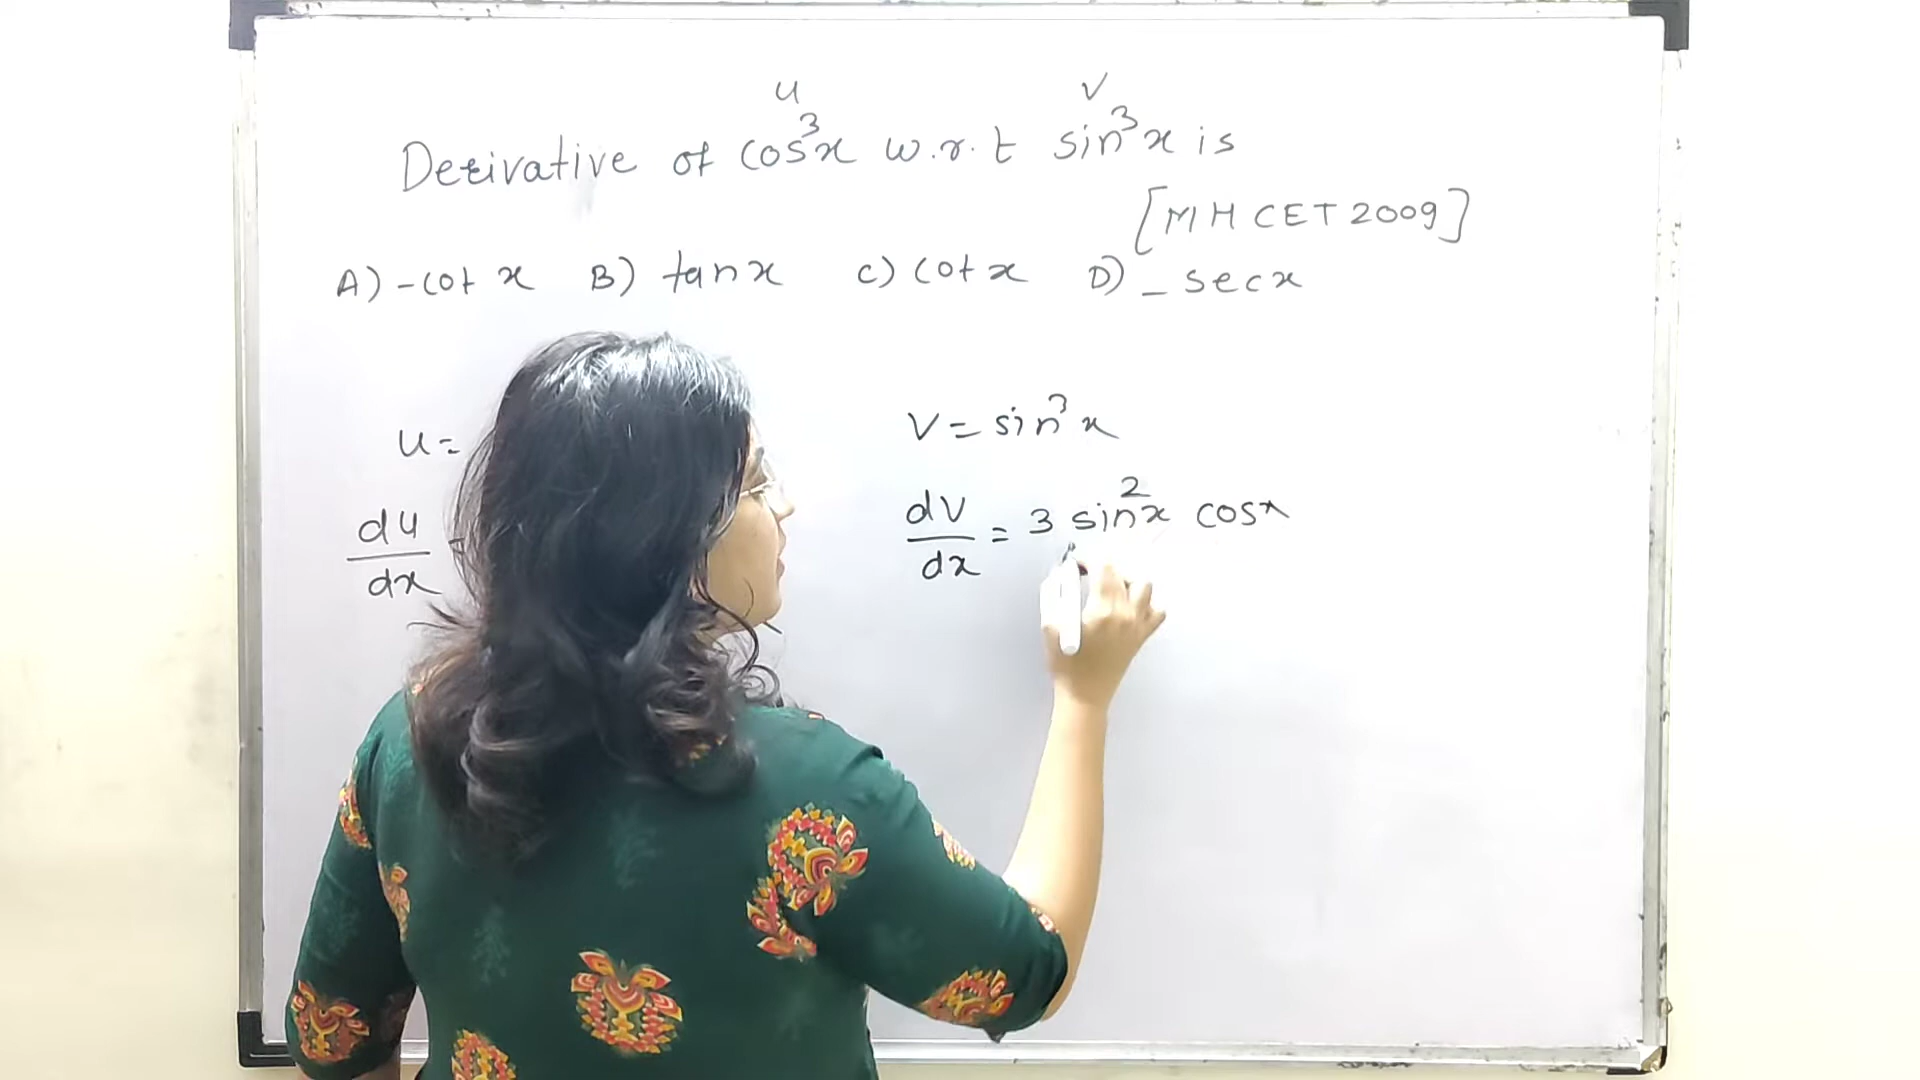 u v
Derivative of cos³x w.r.t sin³x is
[MH CET 2009]
A) -cot x B) tan x C) cot x D) - sec x
u = v = sin³x
du/dx = dv/dx = 3 sin²x cosx